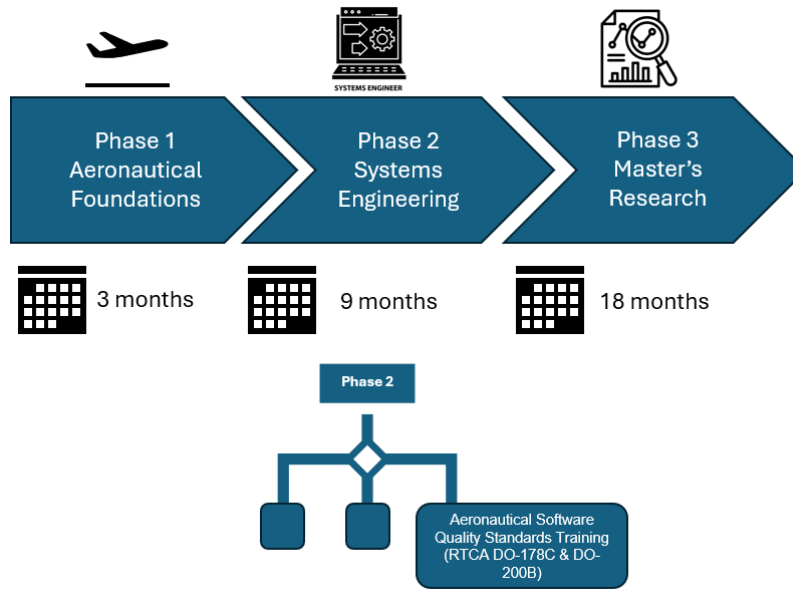 SYSTEMS ENGINEER
Phase 1
Aeronautical
Foundations
Phase 2
Systems
Engineering
Phase 3
Master's
Research
3 months
9 months
18 months
Phase 2
Aeronautical Software
Quality Standards Training
(RTCA DO-178C & DO-
200B)